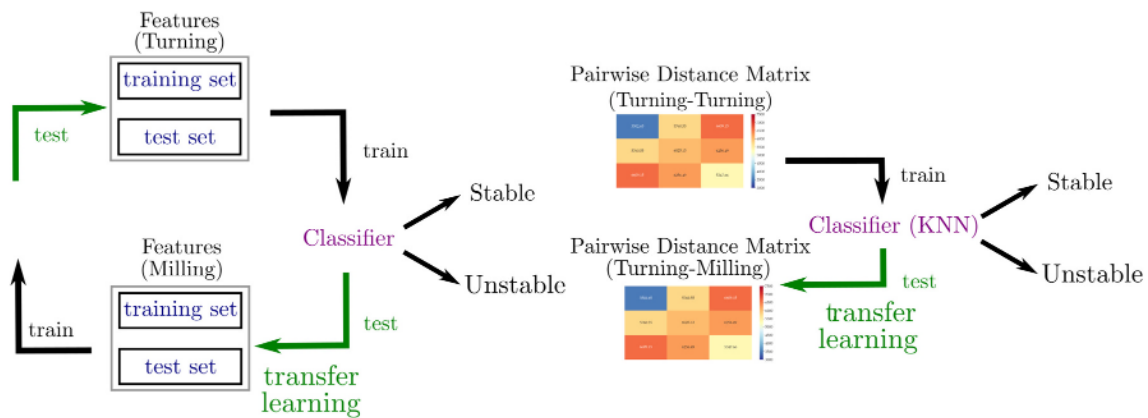 Features
(Turning)
training set
test set
test
train
Classifier
Stable
Unstable
Features
(Milling)
training set
test set
train
test
transfer
learning
Pairwise Distance Matrix
(Turning-Turning)
train
Classifier (KNN)
Stable
Unstable
Pairwise Distance Matrix
(Turning-Milling)
test
transfer
learning